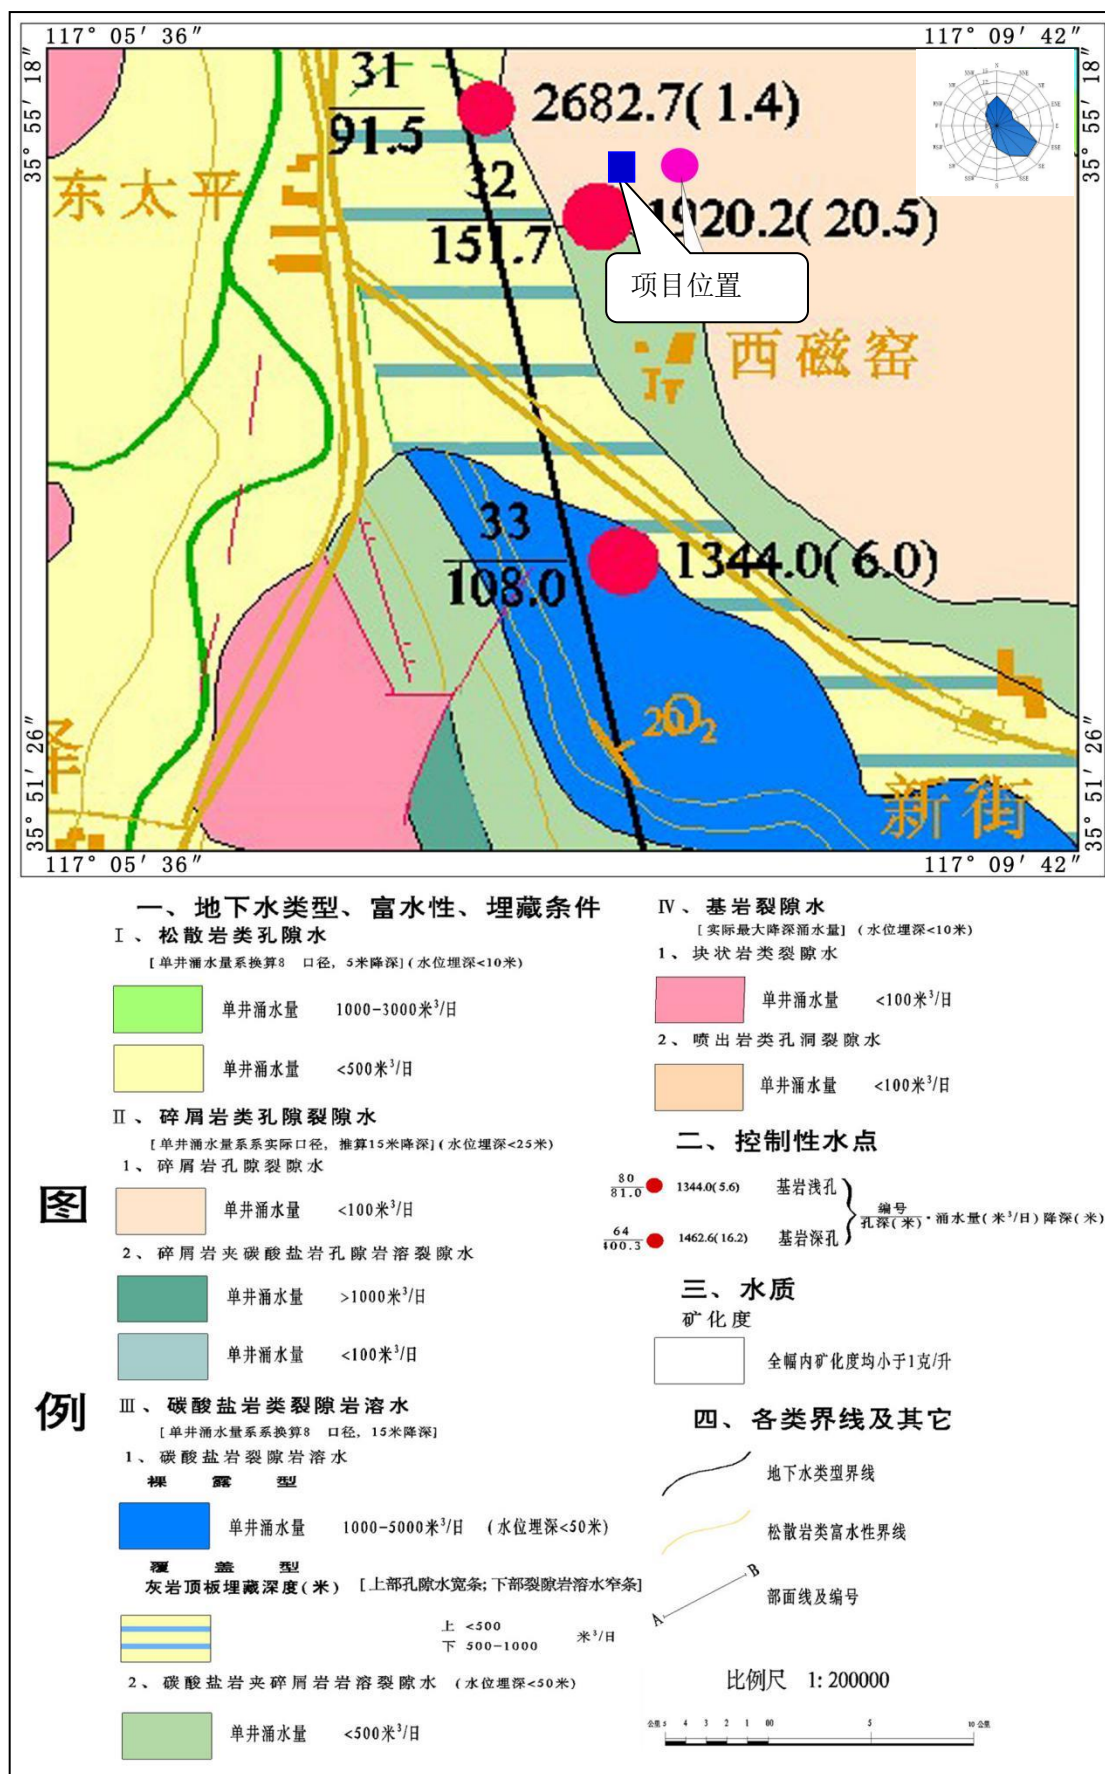 117° 05′ 36″
117° 09′ 42″
35° 55′ 18″
35° 55′ 18″
31
91.5
2682.7(1.4)
东太平
32
151.7
1920.2(20.5)
项目位置
西磁窑
33
108.0
1344.0(6.0)
20
O₂
新街
35° 51′ 26″
35° 51′ 26″
117° 05′ 36″
117° 09′ 42″
图例
一、地下水类型、富水性、埋藏条件
Ⅰ、松散岩类孔隙水
[单井涌水量系换算8 口径，5米降深](水位埋深<10米)
单井涌水量 1000-3000米³/日
单井涌水量 <500米³/日
Ⅱ、碎屑岩类孔隙裂隙水
[单井涌水量系系实际口径，推算15米降深](水位埋深<25米)
1、碎屑岩孔隙裂隙水
单井涌水量 <100米³/日
2、碎屑岩夹碳酸盐岩孔隙岩溶裂隙水
单井涌水量 >1000米³/日
单井涌水量 <100米³/日
Ⅲ、碳酸盐岩类裂隙岩溶水
[单井涌水量系系换算8 口径，15米降深]
1、碳酸盐岩裂隙岩溶水
裸露型
单井涌水量 1000-5000米³/日 (水位埋深<50米)
覆盖型
灰岩顶板埋藏深度(米) [上部孔隙水宽条；下部裂隙岩溶水窄条]
上 <500
下 500-1000 米³/日
2、碳酸盐岩夹碎屑岩岩溶裂隙水 (水位埋深<50米)
单井涌水量 <500米³/日
Ⅳ、基岩裂隙水
[实际最大降深涌水量] (水位埋深<10米)
1、块状岩类裂隙水
单井涌水量 <100米³/日
2、喷出岩类孔洞裂隙水
单井涌水量 <100米³/日
二、控制性水点
80
81.0
1344.0(5.6) 基岩浅孔
64
400.3
1462.6(16.2) 基岩深孔
编号
孔深(米)
·涌水量(米³/日)降深(米)
三、水质
矿化度
全幅内矿化度均小于1克/升
四、各类界线及其它
地下水类型界线
松散岩类富水性界线
A B
部面线及编号
比例尺 1:200000
公里5 4 3 2 1 00 5 10公里